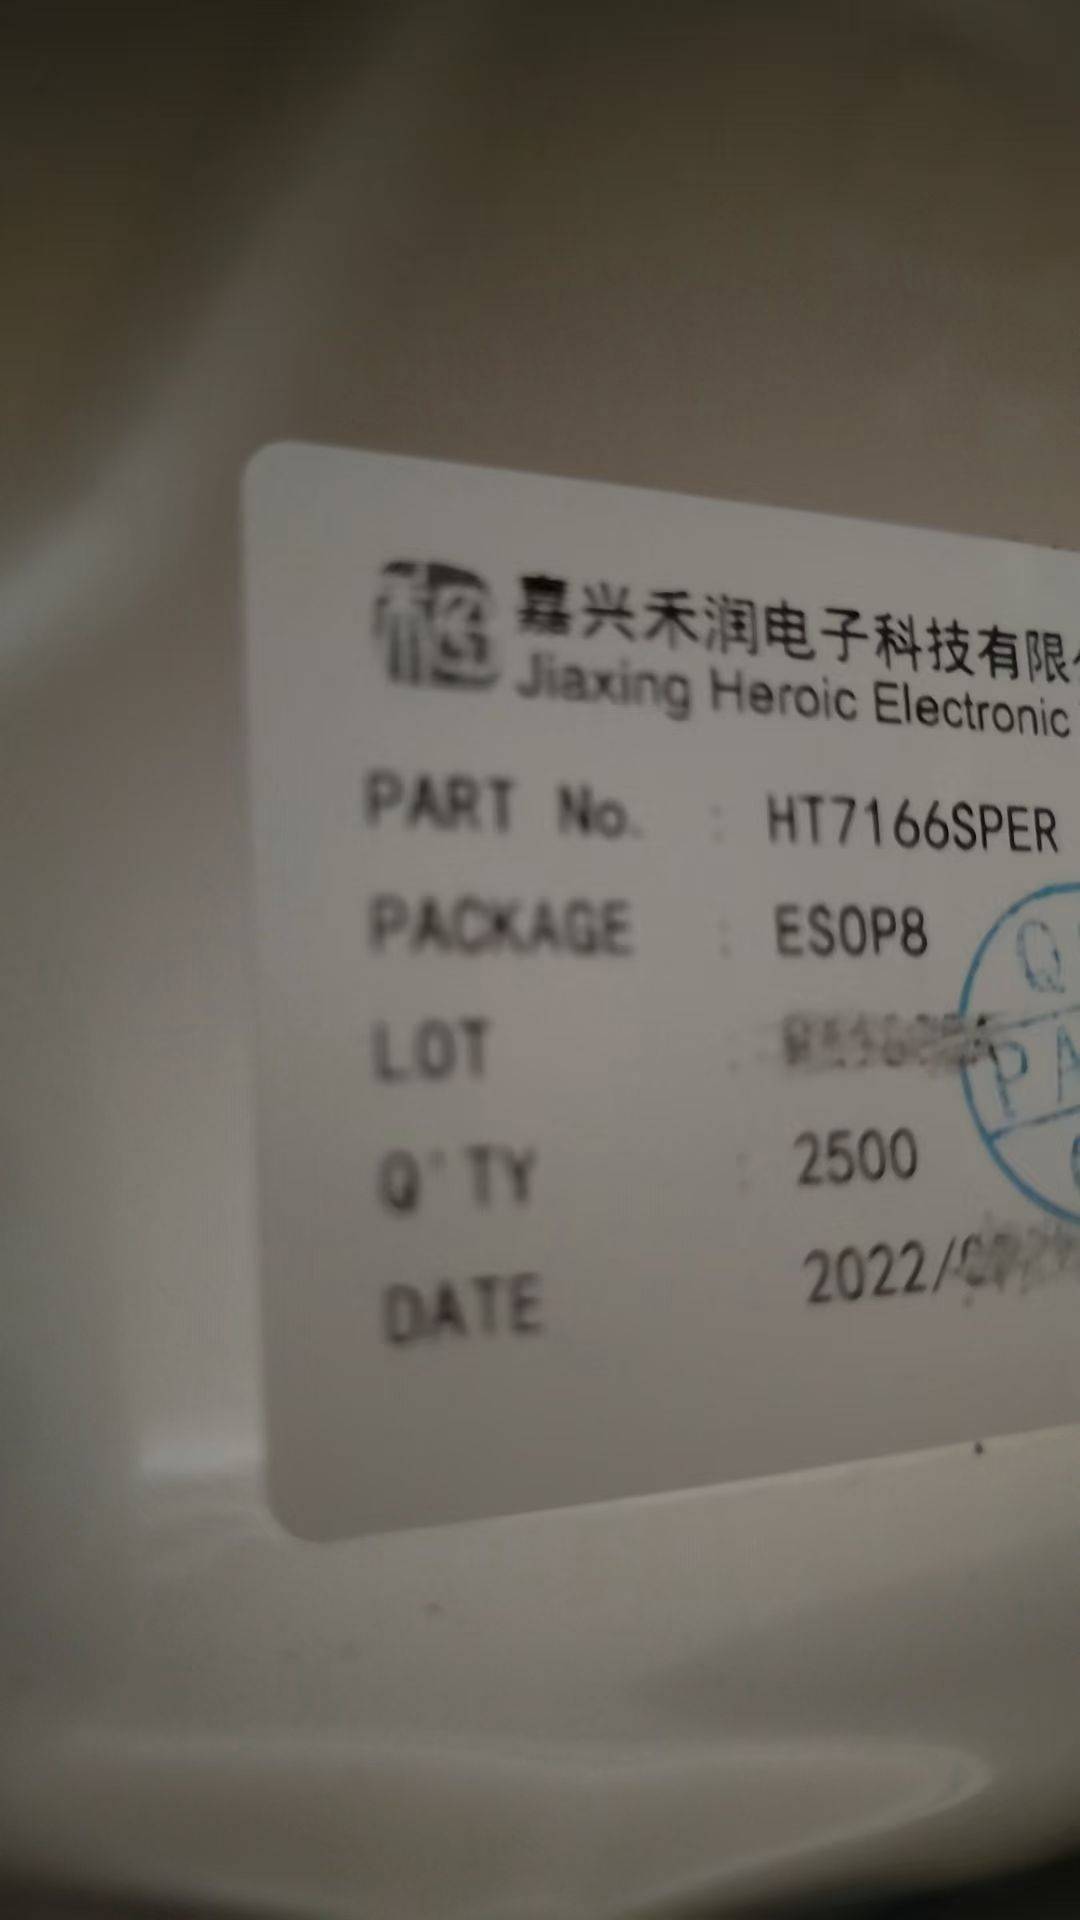 嘉兴禾润电子科技有限
Jiaxing Heroic Electronic
PART No. : HT7166SPER
PACKAGE : ESOP8
LOT :
Q'TY : 2500
DATE 2022/
Q
PA